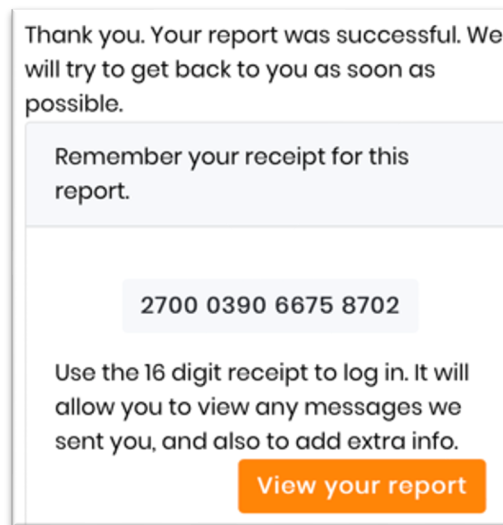 Thank you. Your report was successful. We
will try to get back to you as soon as
possible.
Remember your receipt for this
report.
2700 0390 6675 8702
Use the 16 digit receipt to log in. It will
allow you to view any messages we
sent you, and also to add extra info.
View your report